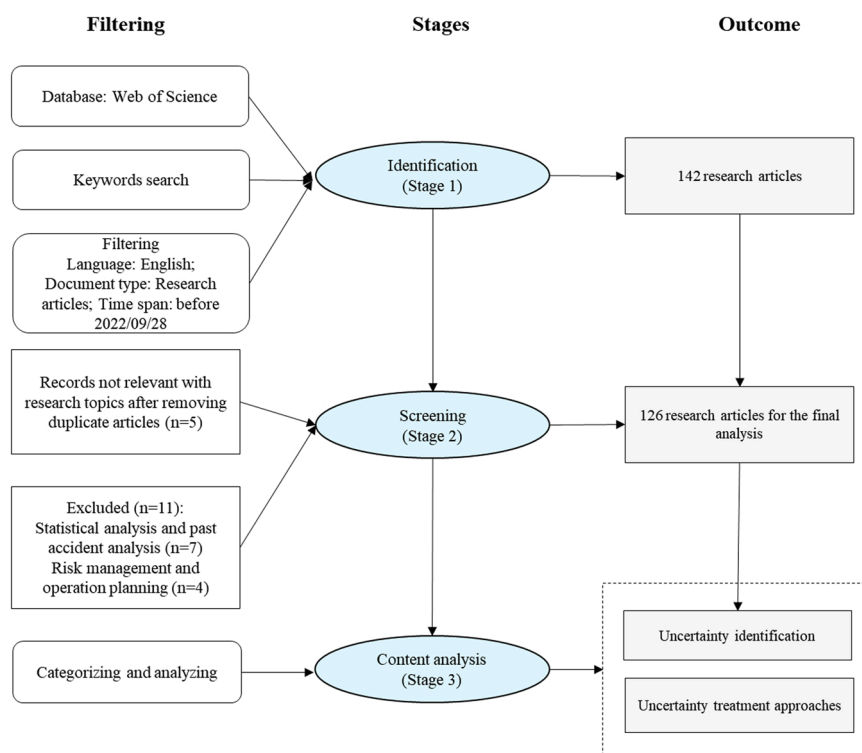 Filtering
Stages
Outcome
Database: Web of Science
Keywords search
Filtering
Language: English;
Document type: Research
articles; Time span: before
2022/09/28
Identification
(Stage 1)
142 research articles
Records not relevant with
research topics after removing
duplicate articles (n=5)
Excluded (n=11):
Statistical analysis and past
accident analysis (n=7)
Risk management and
operation planning (n=4)
Screening
(Stage 2)
126 research articles for the final
analysis
Categorizing and analyzing
Content analysis
(Stage 3)
Uncertainty identification
Uncertainty treatment approaches